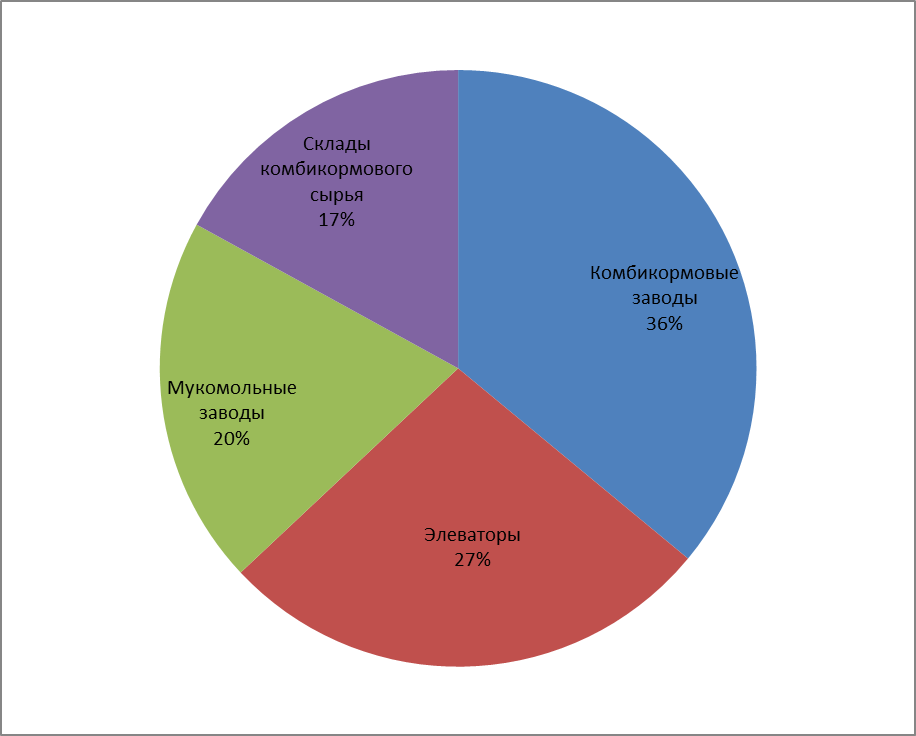 Склады
комбикормового
сырья
17%
Комбикормовые
заводы
36%
Мукомольные
заводы
20%
Элеваторы
27%